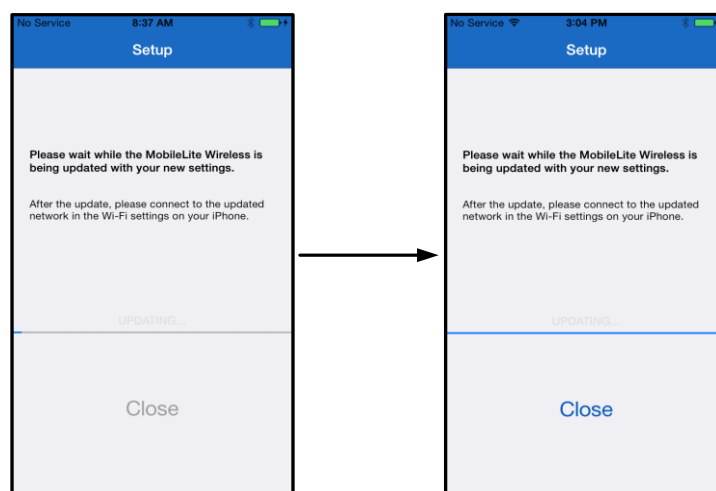 No Service 8:37 AM
Setup
Please wait while the MobileLite Wireless is
being updated with your new settings.
After the update, please connect to the updated
network in the Wi-Fi settings on your iPhone.
UPDATING...
Close
No Service 3:04 PM
Setup
Please wait while the MobileLite Wireless is
being updated with your new settings.
After the update, please connect to the updated
network in the Wi-Fi settings on your iPhone.
UPDATING...
Close